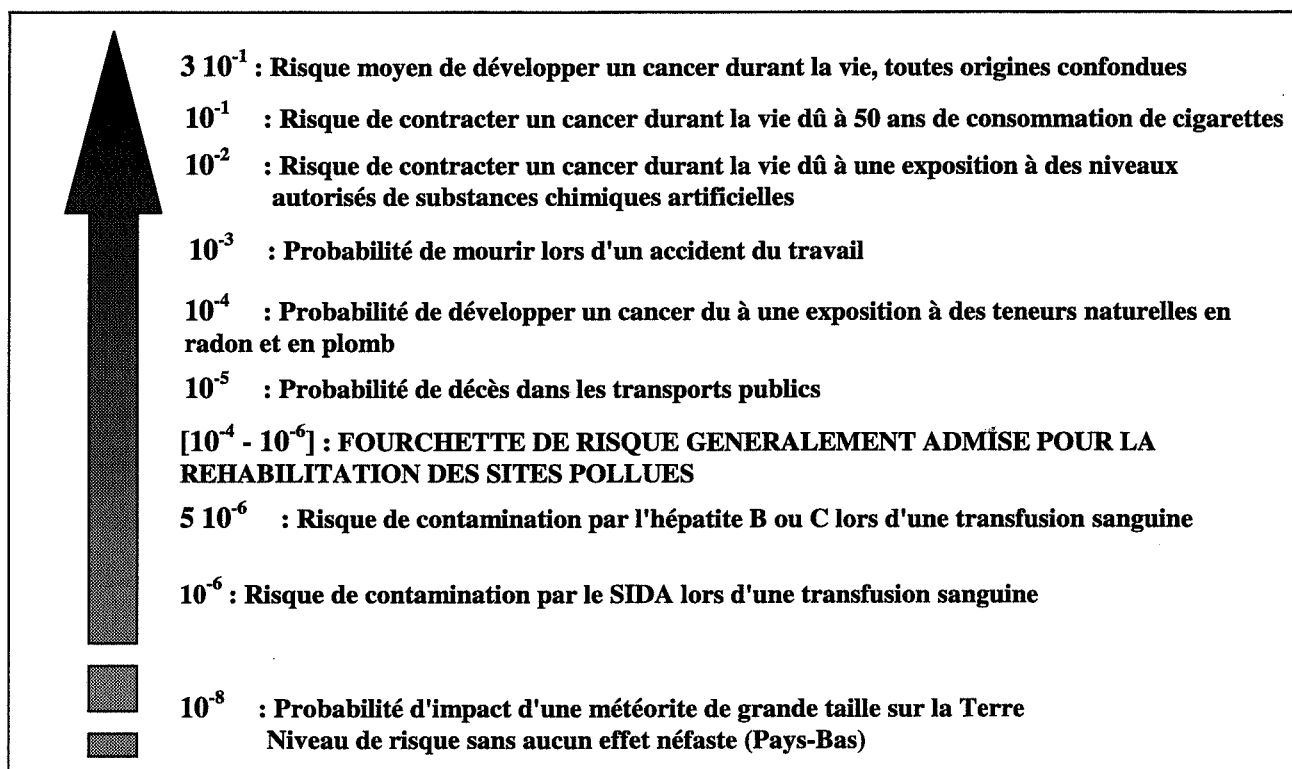 3 10⁻¹ : Risque moyen de développer un cancer durant la vie, toutes origines confondues
10⁻¹ : Risque de contracter un cancer durant la vie dû à 50 ans de consommation de cigarettes
10⁻² : Risque de contracter un cancer durant la vie dû à une exposition à des niveaux
autorisés de substances chimiques artificielles
10⁻³ : Probabilité de mourir lors d'un accident du travail
10⁻⁴ : Probabilité de développer un cancer du à une exposition à des teneurs naturelles en
radon et en plomb
10⁻⁵ : Probabilité de décès dans les transports publics
[10⁻⁴ - 10⁻⁶] : FOURCHETTE DE RISQUE GENERALEMENT ADMISE POUR LA
REHABILITATION DES SITES POLLUES
5 10⁻⁶ : Risque de contamination par l'hépatite B ou C lors d'une transfusion sanguine
10⁻⁶ : Risque de contamination par le SIDA lors d'une transfusion sanguine
10⁻⁸ : Probabilité d'impact d'une météorite de grande taille sur la Terre
Niveau de risque sans aucun effet néfaste (Pays-Bas)